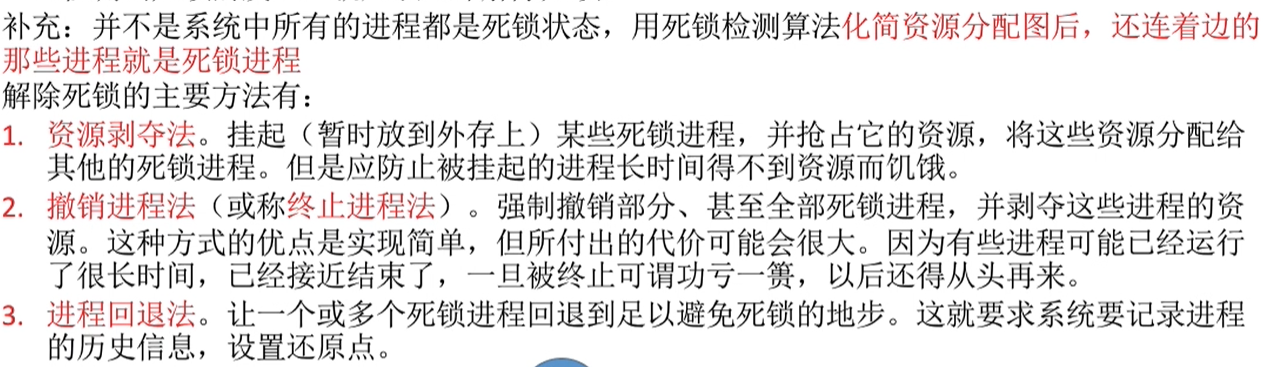 补充：并不是系统中所有的进程都是死锁状态，用死锁检测算法化简资源分配图后，还连着边的
那些进程就是死锁进程
解除死锁的主要方法有：
1. 资源剥夺法。挂起（暂时放到外存上）某些死锁进程，并抢占它的资源，将这些资源分配给
其他的死锁进程。但是应防止被挂起的进程长时间得不到资源而饥饿。
2. 撤销进程法（或称终止进程法）。强制撤销部分、甚至全部死锁进程，并剥夺这些进程的资
源。这种方式的优点是实现简单，但所付出的代价可能会很大。因为有些进程可能已经运行
了很长时间，已经接近结束了，一旦被终止可谓功亏一篑，以后还得从头再来。
3. 进程回退法。让一个或多个死锁进程回退到足以避免死锁的地步。这就要求系统要记录进程
的历史信息，设置还原点。